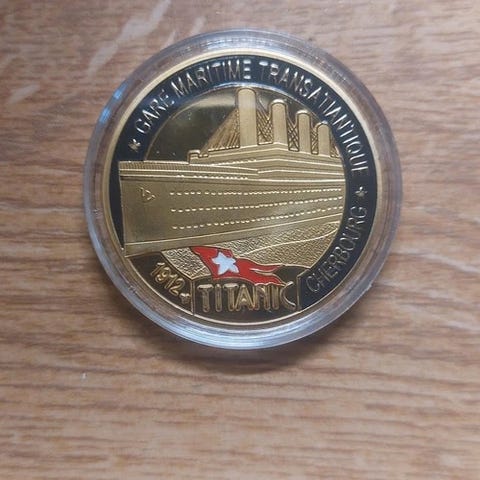 ★ GARE MARITIME TRANSATLANTIQUE ★
CHERBOURG
1912
TITANIC